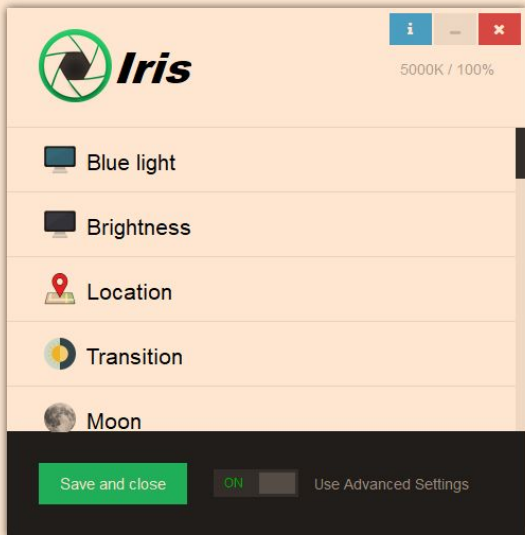 Iris
5000K / 100%
Blue light
Brightness
Location
Transition
Moon
Save and close
ON
Use Advanced Settings